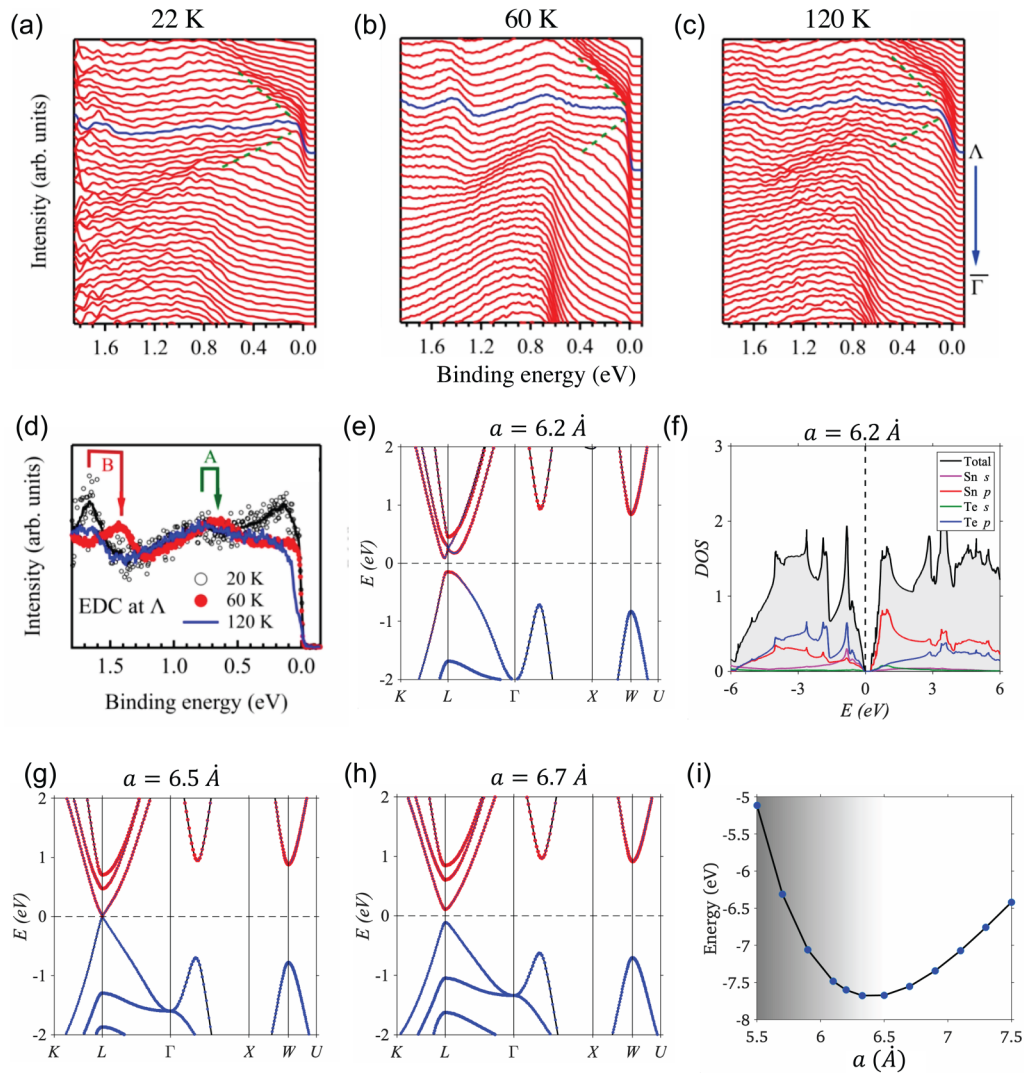 (a) 22 K (b) 60 K (c) 120 K
Intensity (arb. units)
Λ
Γ̅
1.6 1.2 0.8 0.4 0.0 1.6 1.2 0.8 0.4 0.0 1.6 1.2 0.8 0.4 0.0
Binding energy (eV)
(d)
Intensity (arb. units)
B
A
20 K
60 K
120 K
EDC at Λ
1.5 1.0 0.5 0.0
Binding energy (eV)
(e) a = 6.2 Ȧ
E (eV)
2
1
0
-1
-2
K L Γ X W U
(f) a = 6.2 Ȧ
DOS
3
2
1
0
Total
Sn s
Sn p
Te s
Te p
-6 -3 0 3 6
E (eV)
(g) a = 6.5 Ȧ
E (eV)
2
1
0
-1
-2
K L Γ X W U
(h) a = 6.7 Ȧ
E (eV)
2
1
0
-1
-2
K L Γ X W U
(i)
Energy (eV)
-5
-5.5
-6
-6.5
-7
-7.5
-8
5.5 6 6.5 7 7.5
a (Ȧ)